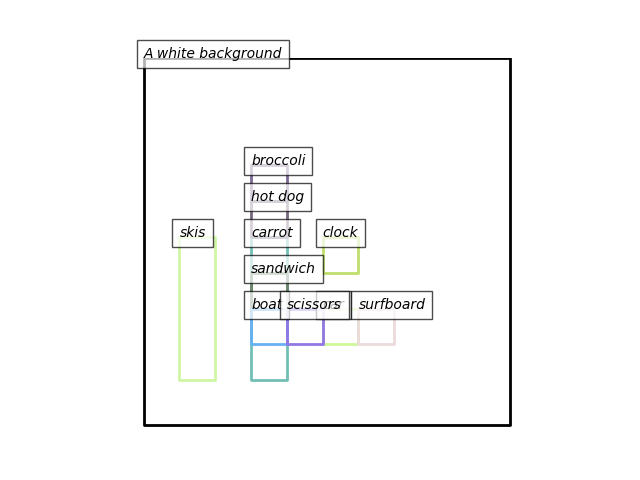 A white background
broccoli
hot dog
skis
carrot
clock
sandwich
boat
scissors
surfboard